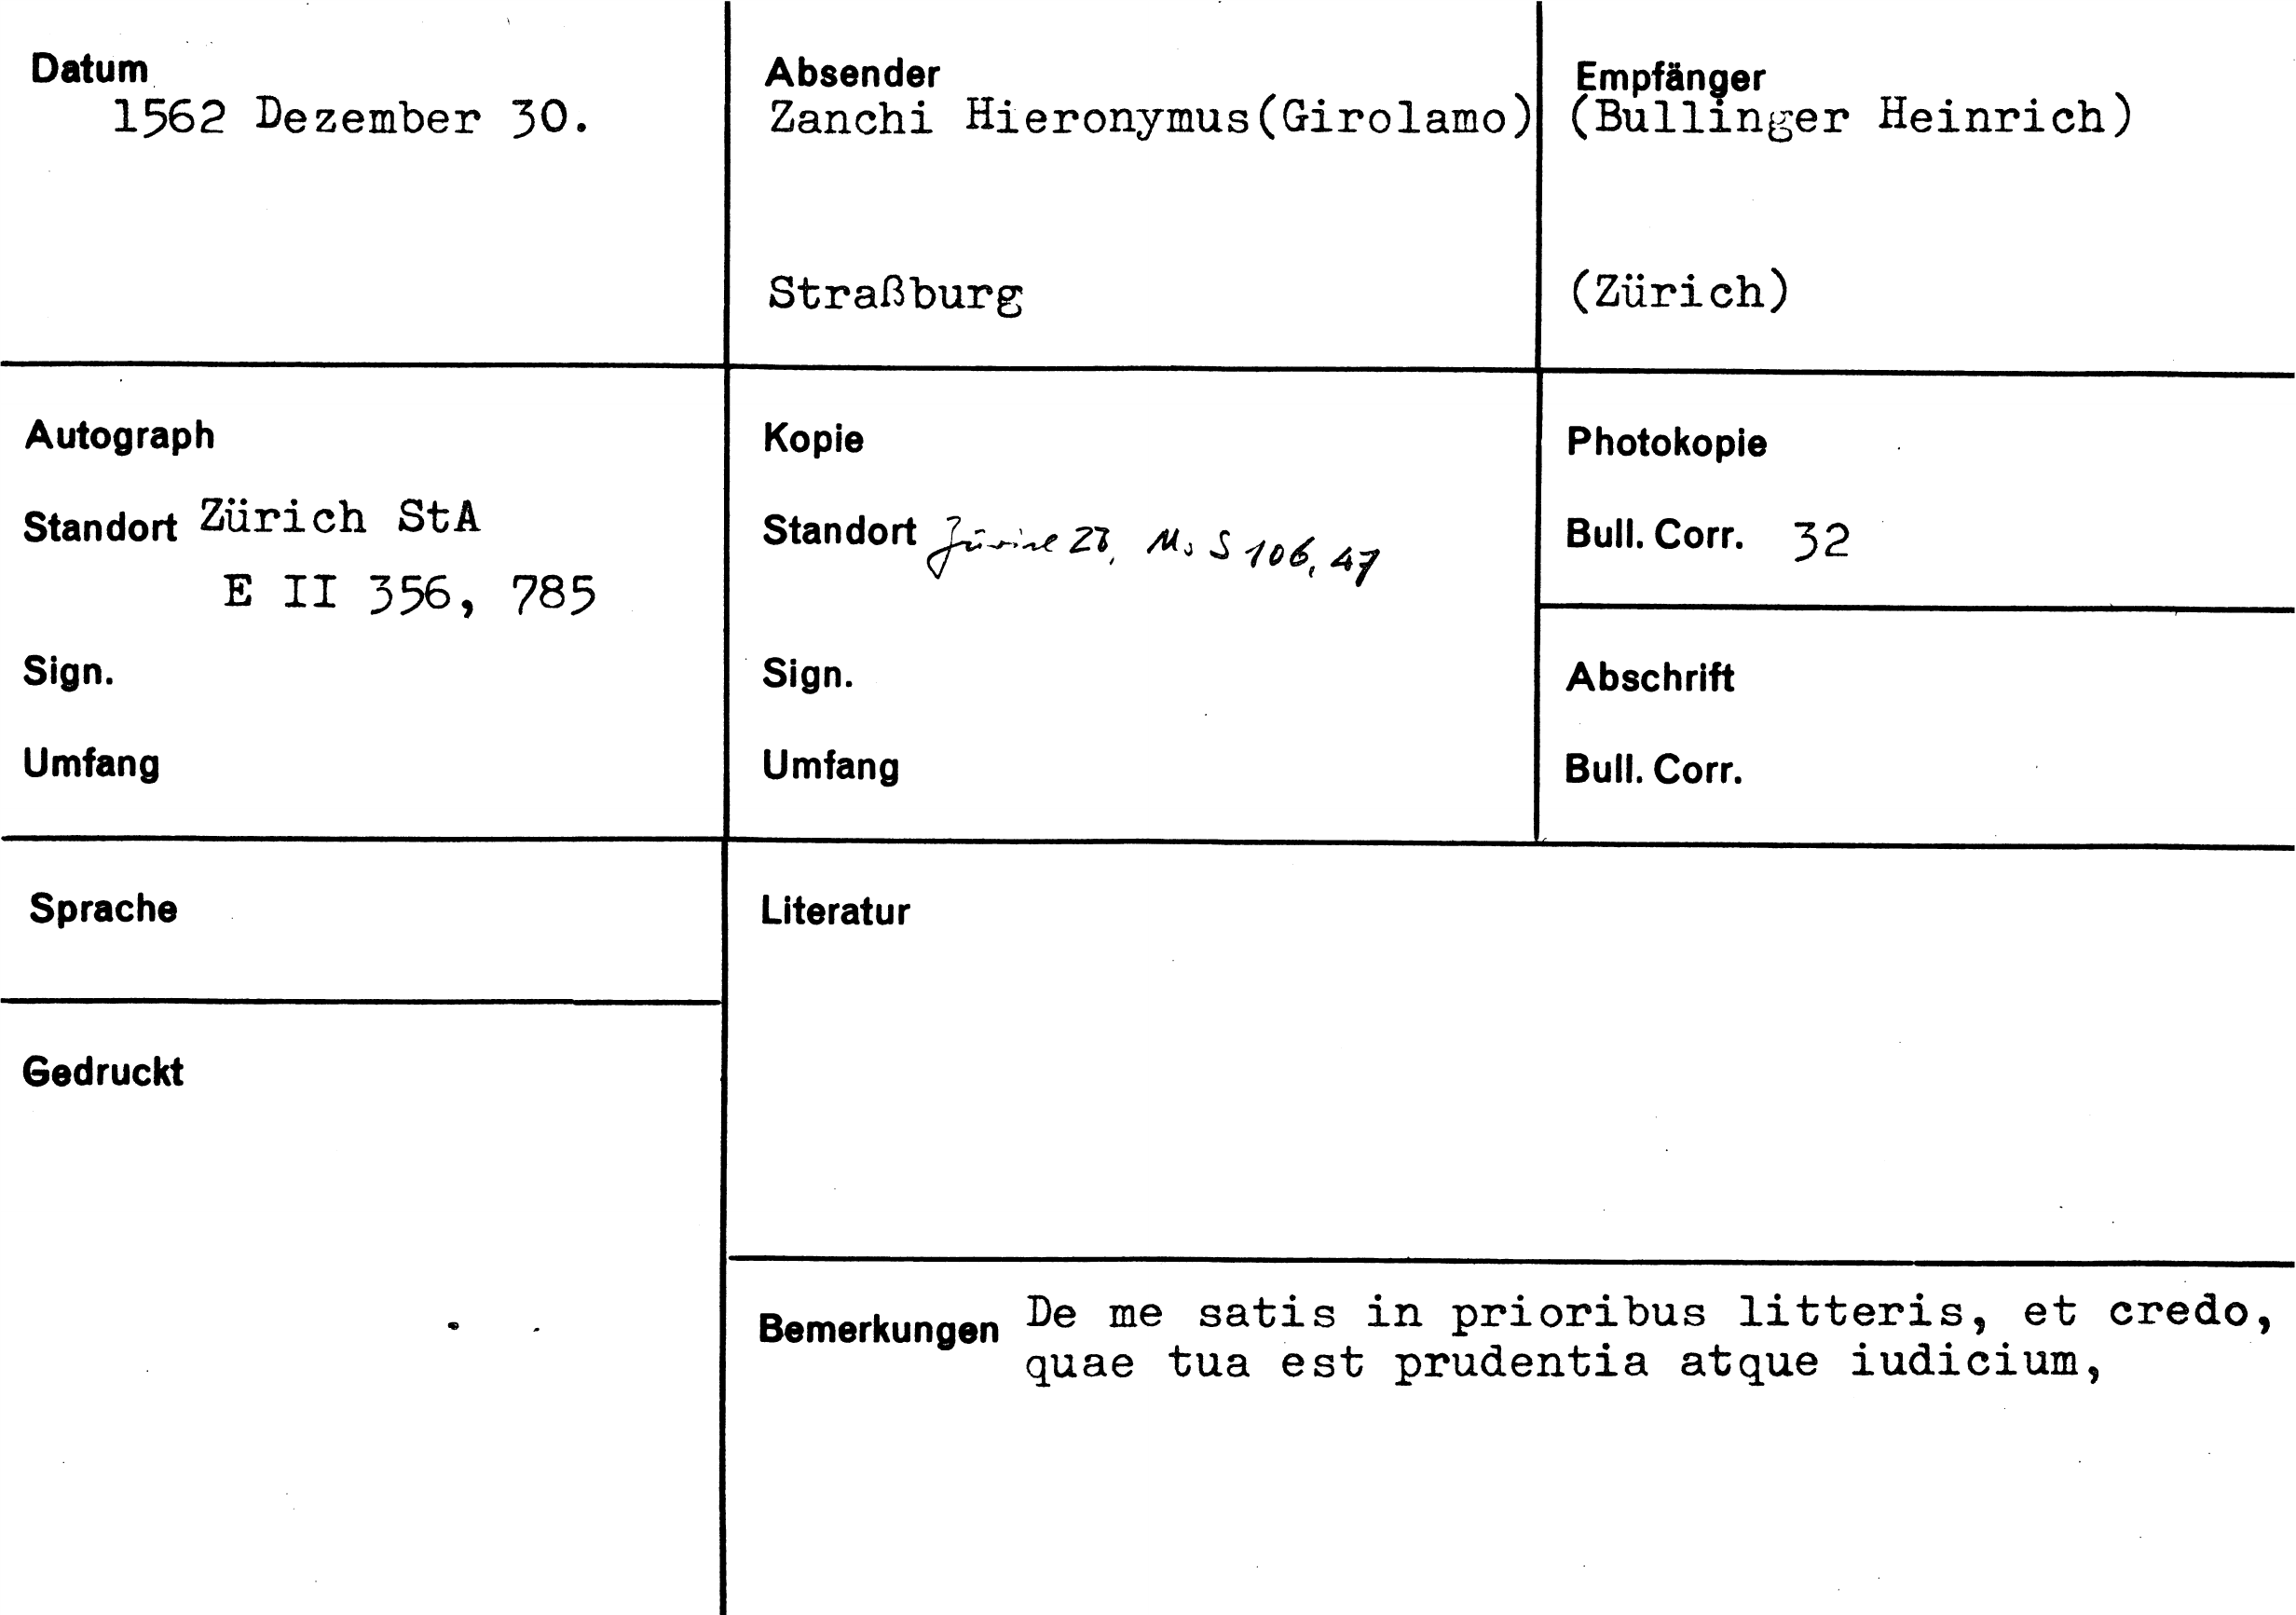 Datum
1562 Dezember 30.
Absender
Zanchi Hieronymus(Girolamo)
Straßburg
Empfänger
(Bullinger Heinrich)
(Zürich)
Autograph
Standort Zürich StA
E II 356, 785
Sign.
Umfang
Kopie
Standort Zürich ZB, Ms S 106, 47
Sign.
Umfang
Photokopie
Bull. Corr. 32
Abschrift
Bull. Corr.
Sprache
Gedruckt
Literatur
Bemerkungen De me satis in prioribus litteris, et credo,
quae tua est prudentia atque iudicium,